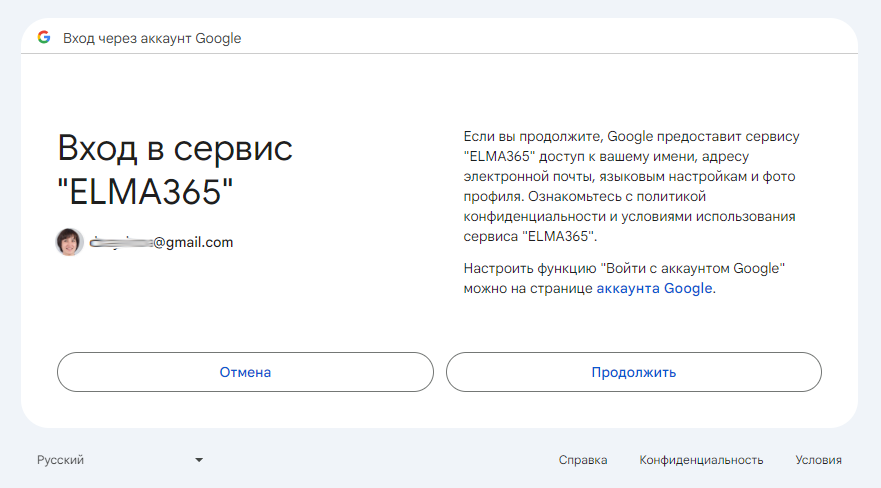 Вход через аккаунт Google
Вход в сервис
"ELMA365"
@gmail.com
Если вы продолжите, Google предоставит сервису
"ELMA365" доступ к вашему имени, адресу
электронной почты, языковым настройкам и фото
профиля. Ознакомьтесь с политикой
конфиденциальности и условиями использования
сервиса "ELMA365".
Настроить функцию "Войти с аккаунтом Google"
можно на странице аккаунта Google.
Отмена
Продолжить
Русский
Справка
Конфиденциальность
Условия